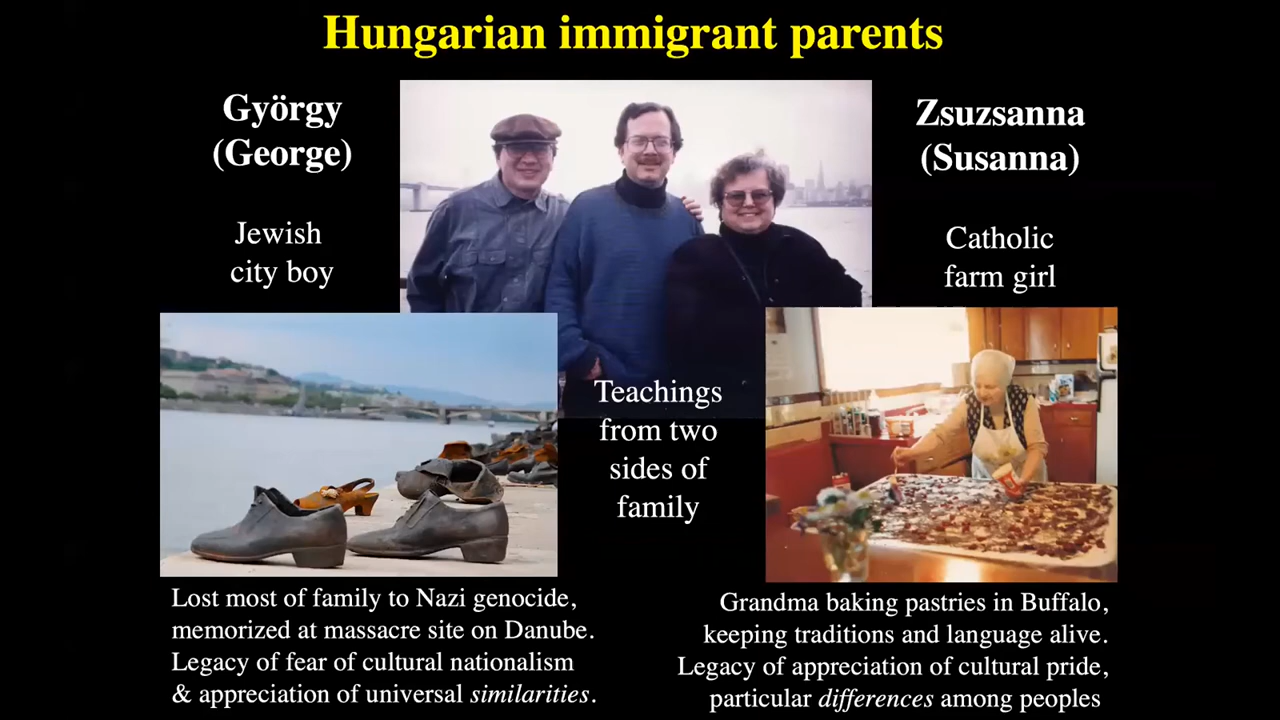 Hungarian immigrant parents
György
(George)
Jewish
city boy
Zsuzsanna
(Susanna)
Catholic
farm girl
Teachings
from two
sides of
family
Lost most of family to Nazi genocide,
memorized at massacre site on Danube.
Legacy of fear of cultural nationalism
& appreciation of universal similarities.
Grandma baking pastries in Buffalo,
keeping traditions and language alive.
Legacy of appreciation of cultural pride,
particular differences among peoples